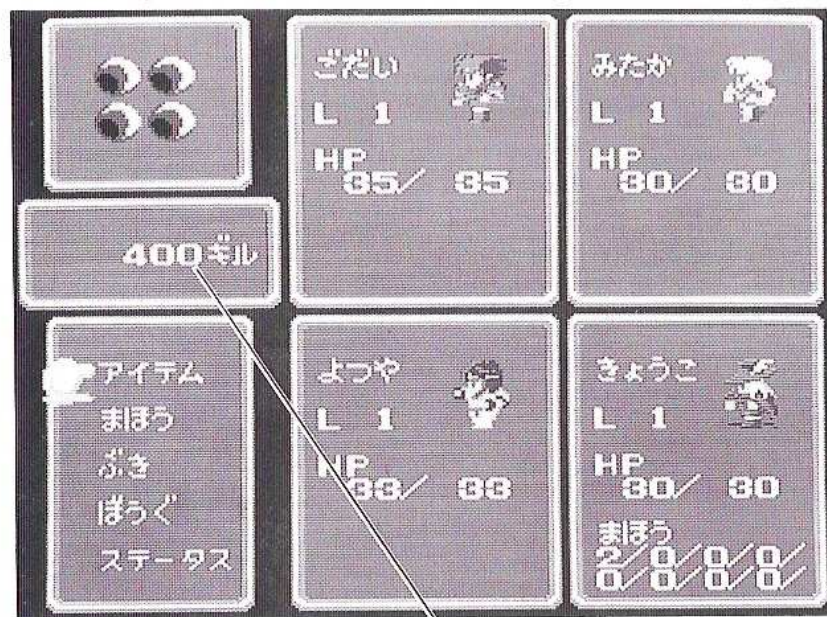 ごだい
L 1
HP
35/ 35
みたか
L 1
HP
30/ 30
400ギル
アイテム
まほう
ぶき
ぼうぐ
ステータス
よつや
L 1
HP
33/ 33
きょうこ
L 1
HP
30/ 30
まほう
2/0/0/0/
0/0/0/0/